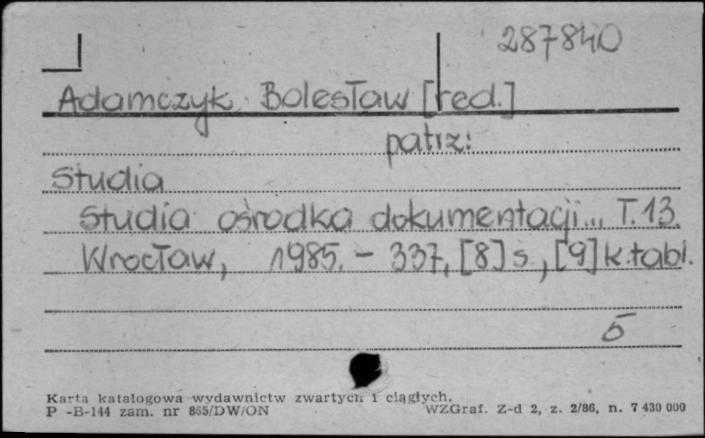 287840
Adamczyk Bolesław [red.]
patrz:
Studia
Studia ośrodka dokumentacji... T.13.
Wrocław, 1985. – 337, [8] s., [9] k.tabl.
5
Karta katalogowa wydawnictw zwartych i ciągłych.
P -B-144 zam. nr 865/DW/ON WZGraf. Z-d 2, z. 2/86, n. 7 430 000